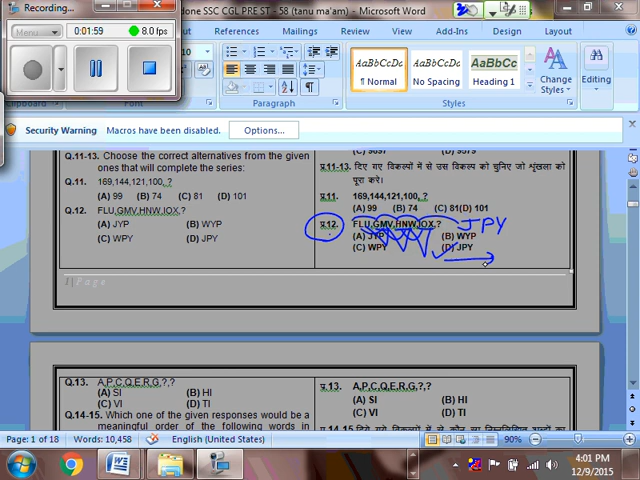 Recording...
done SSC CGL PRE ST - 58 (tanu ma'am) - Microsoft Word
Menu
0:01:59
8.0 fps
References
Mailings
Review
View
Add-Ins
Design
Layout
10
AaBbCcDc
AaBbCcDc
AaBbCc
¶ Normal
No Spacing
Heading 1
Change
Styles
Editing
Clipboard
Paragraph
Styles
Security Warning
Macros have been disabled.
Options...
Q.11-13. Choose the correct alternatives from the given
ones that will complete the series:
Q.11. 169,144,121,100, ?
(A) 99 (B) 74 (C) 81 (D) 101
Q.12. FLU,GMV,HNW,IOX,?
(A) JYP (B) WYP
(C) WPY (D) JPY
1 | Page
(C) 9897 (D) 9579
प्र.11-13. दिए गए विकल्पों में से उस विकल्प को चुनिए जो शृंखला को
पूरा करें।
प्र.11. 169,144,121,100, ?
(A) 99 (B) 74 (C) 81 (D) 101
प्र.12. FLU,GMV,HNW,IOX,? JPY
(A) JYP (B) WYP
(C) WPY (D) JPY
Q.13. A,P,C,Q,E,R,G,?,?
(A) SI (B) HI
(C) VI (D) TI
Q.14-15. Which one of the given responses would be a
meaningful order of the following words in
प्र.13. A,P,C,Q,E,R,G,?,?
(A) SI (B) HI
(C) VI (D) TI
Page: 1 of 18
Words: 10,458
English (United States)
90%
4:01 PM
12/9/2015